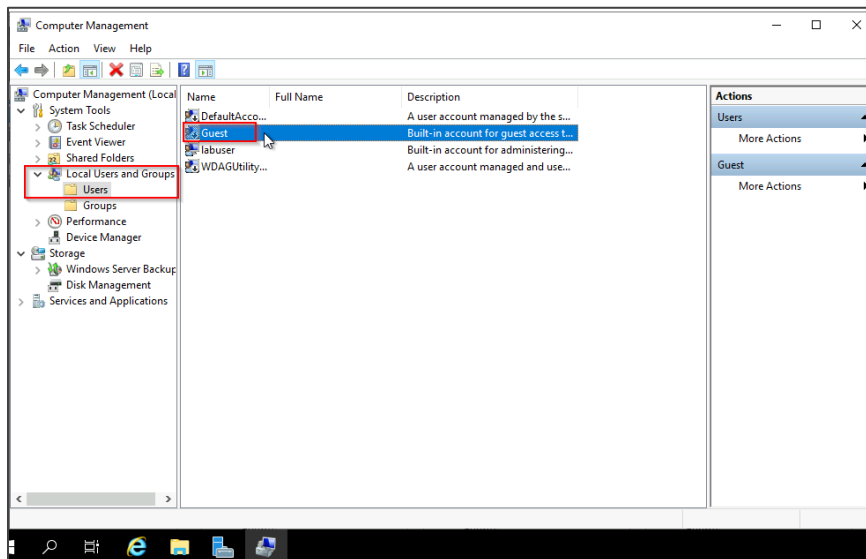 Computer Management
File Action View Help
Computer Management (Local
System Tools
Task Scheduler
Event Viewer
Shared Folders
Local Users and Groups
Users
Groups
Performance
Device Manager
Storage
Windows Server Backup
Disk Management
Services and Applications
Name Full Name Description
DefaultAcco... A user account managed by the s...
Guest Built-in account for guest access t...
labuser Built-in account for administering...
WDAGUtility... A user account managed and use...
Actions
Users
More Actions
Guest
More Actions